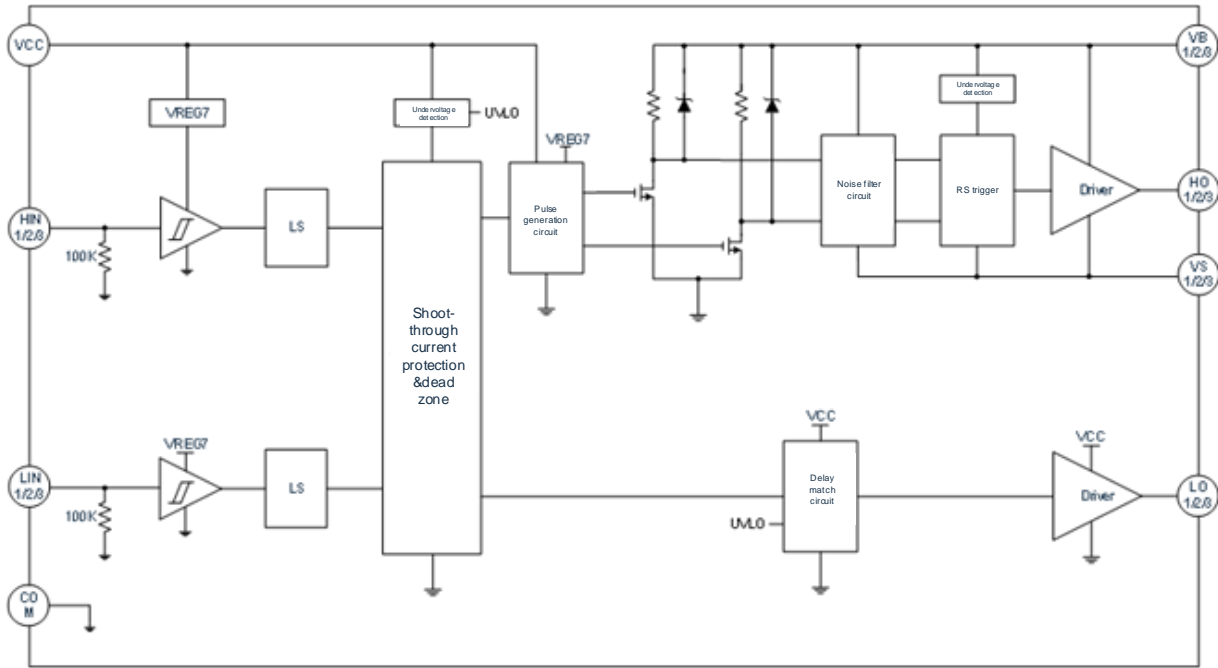 VCC
VREG7
Undervoltage
detection
UVLO
VB
1/2/3
Undervoltage
detection
VREG7
HIN
1/2/3
100K
LS
Pulse
generation
circuit
Noise filter
circuit
RS trigger
Driver
HO
1/2/3
VS
1/2/3
Shoot-
through
current
protection
&dead
zone
LIN
1/2/3
100K
VREG7
LS
VCC
Delay
match
circuit
UVLO
VCC
Driver
LO
1/2/3
CO
M